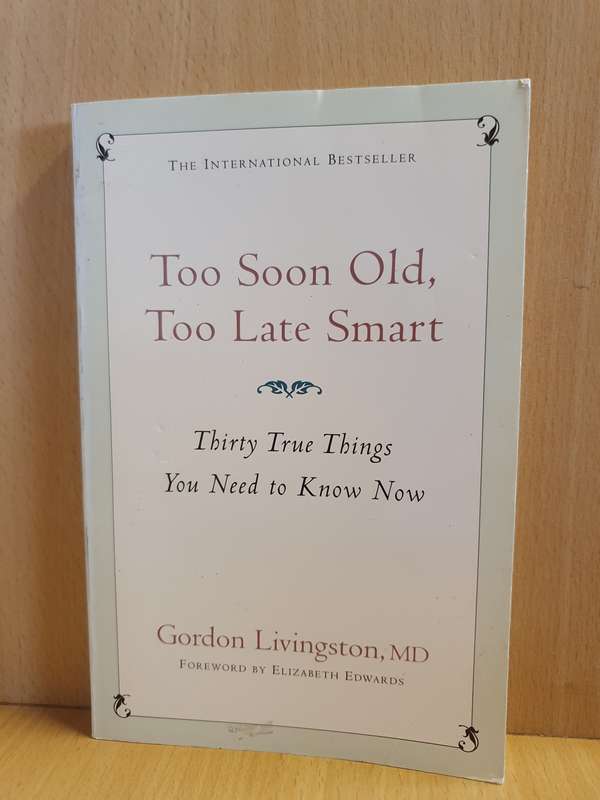 The International Bestseller
Too Soon Old,
Too Late Smart
Thirty True Things
You Need to Know Now
Gordon Livingston, MD
Foreword by Elizabeth Edwards